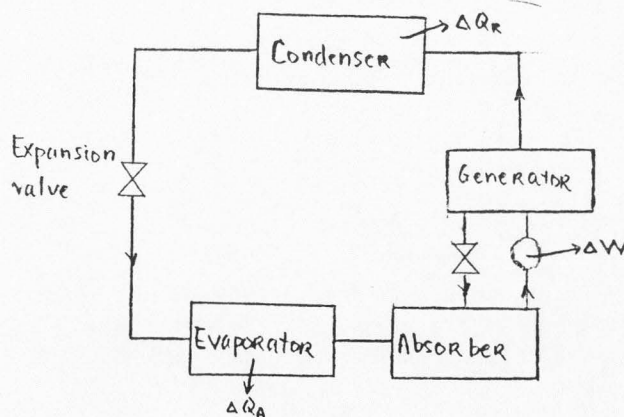 ΔQR
Condenser
Expansion
valve
Generator
ΔW
Evaporator
Absorber
ΔQA